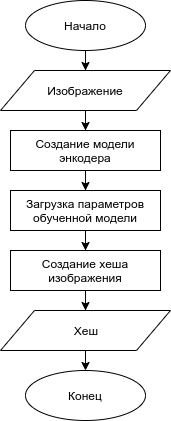 Начало
Изображение
Создание модели
энкодера
Загрузка параметров
обученной модели
Создание хеша
изображения
Хеш
Конец